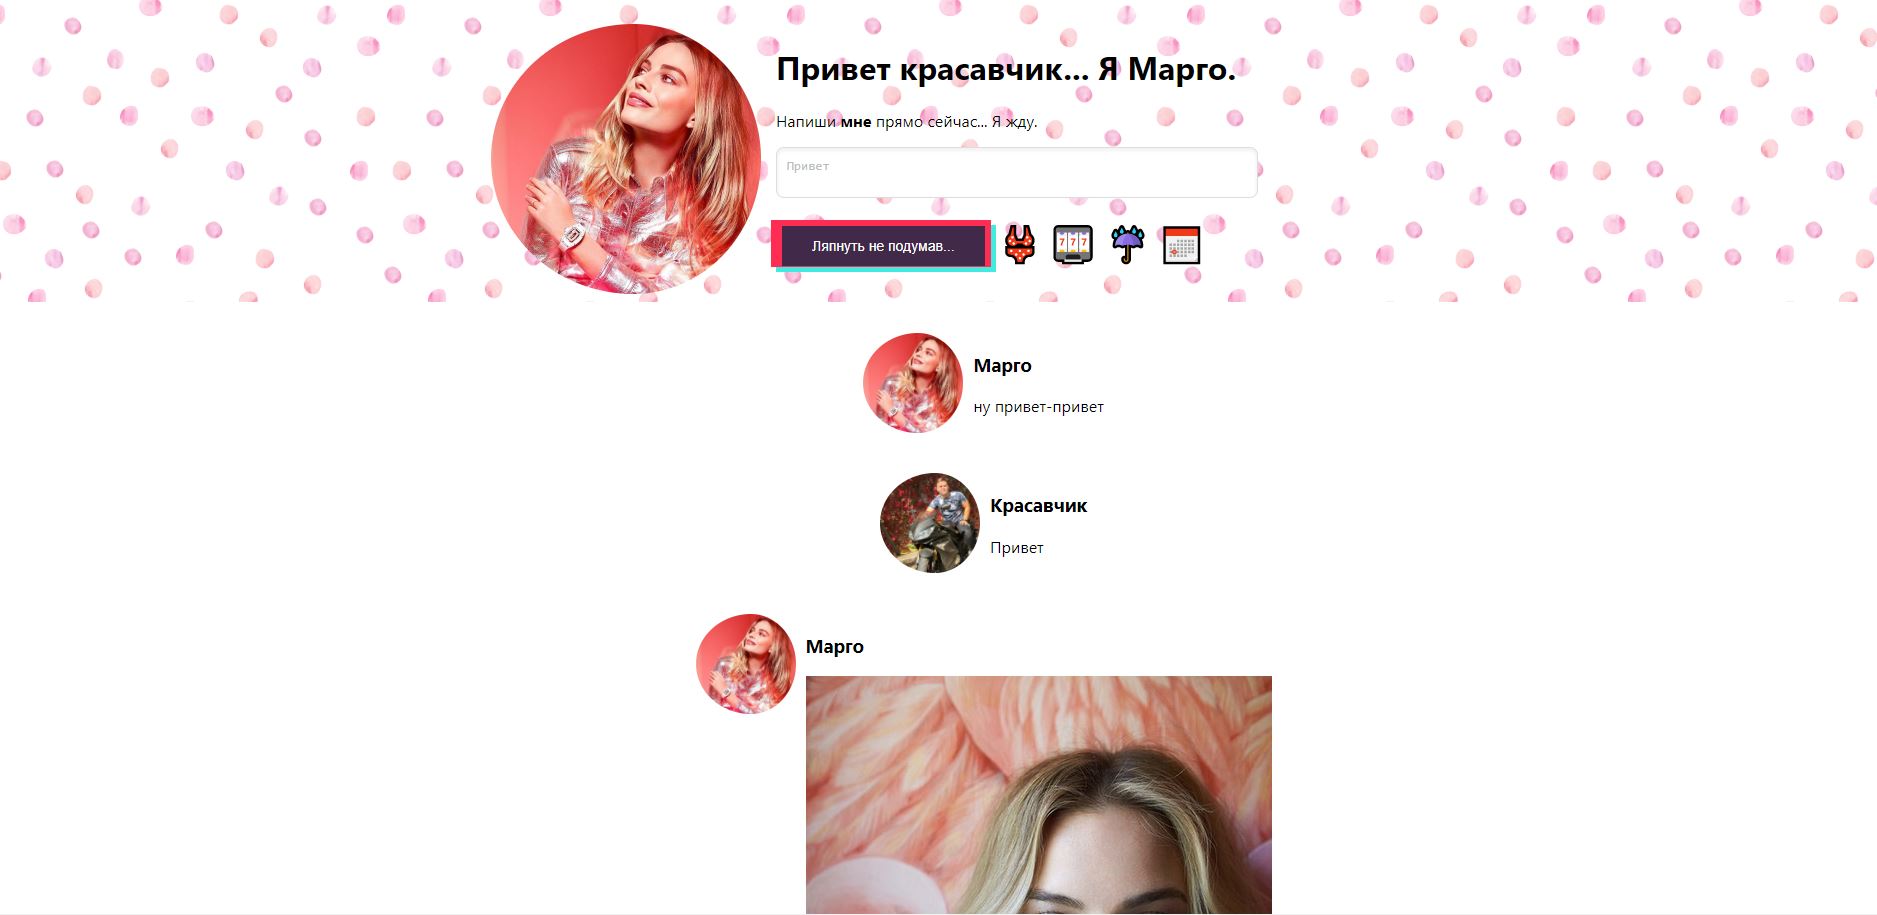 Привет красавчик... Я Марго.
Напиши мне прямо сейчас... Я жду.
Привет
Ляпнуть не подумав...
7 7 7
Марго
ну привет-привет
Красавчик
Привет
Марго